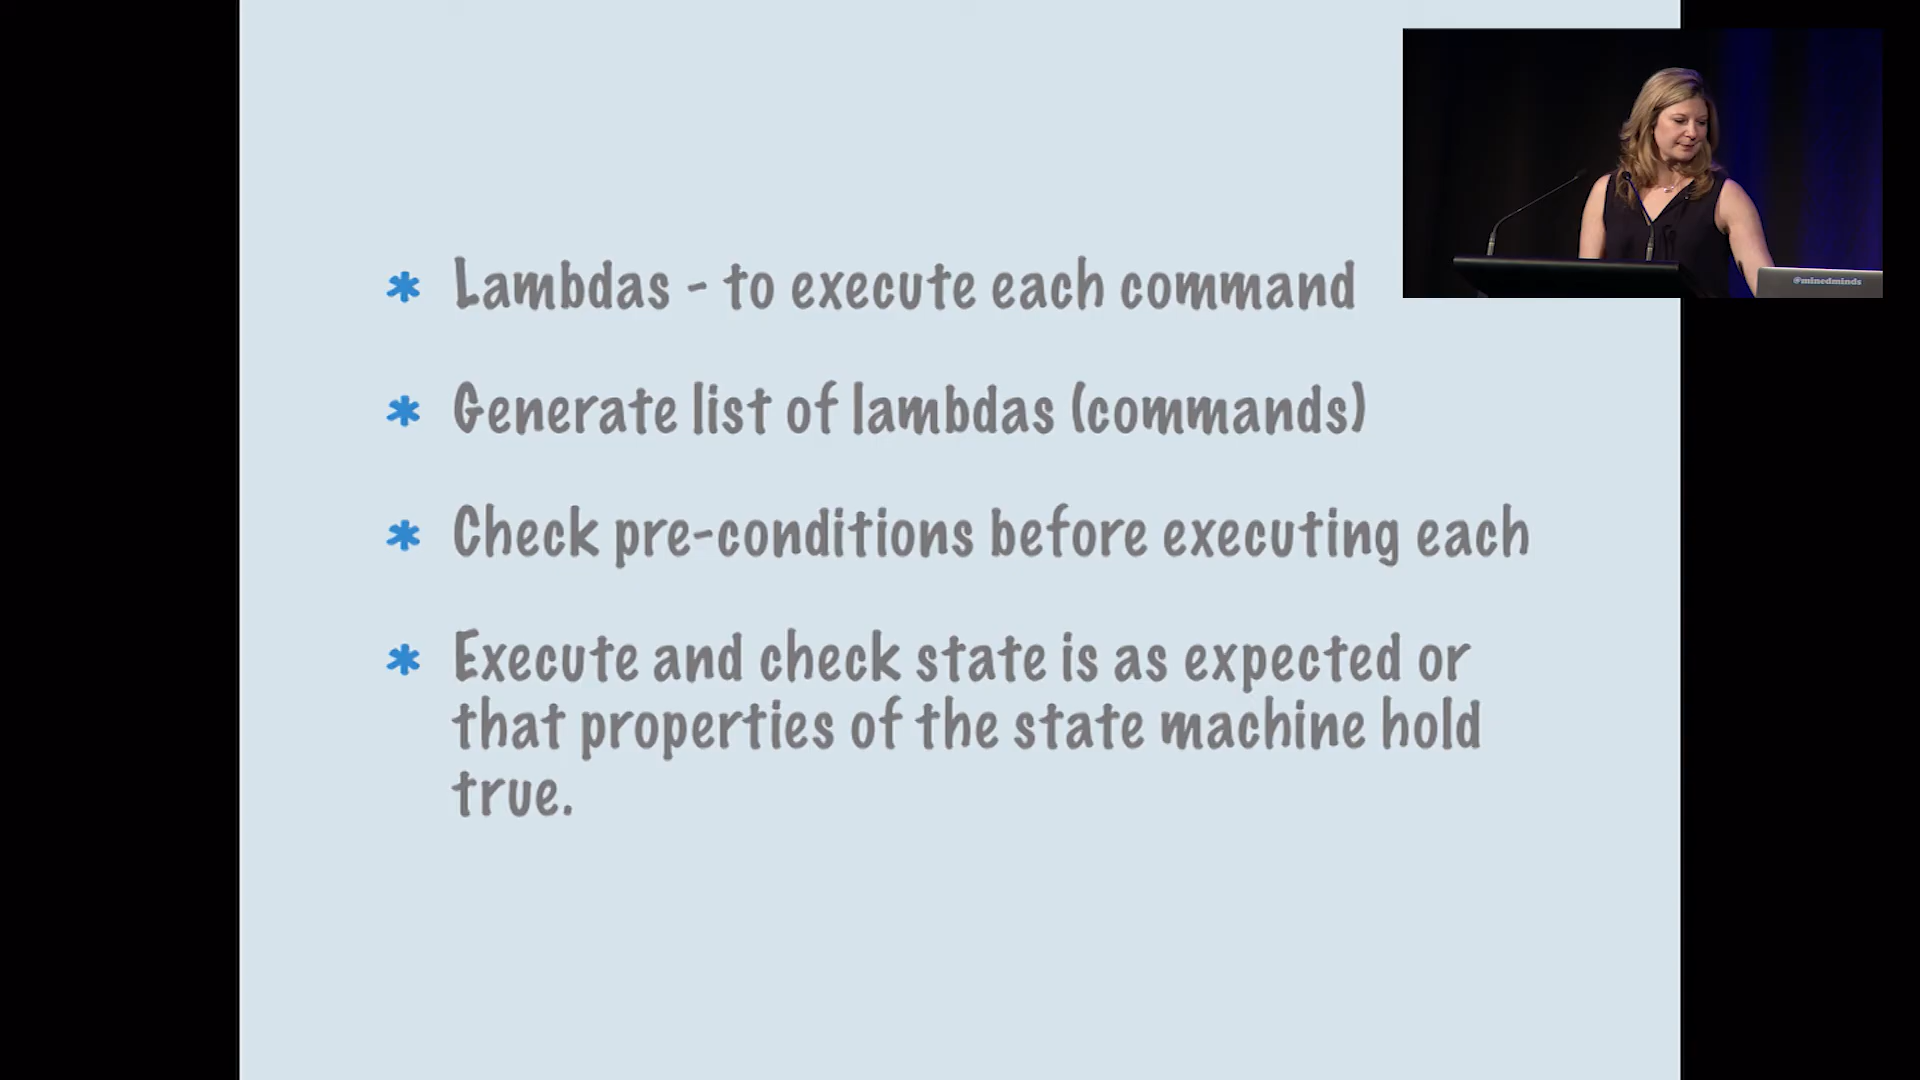 * Lambdas - to execute each command
* Generate list of lambdas (commands)
* Check pre-conditions before executing each
* Execute and check state is as expected or
that properties of the state machine hold
true.
@minedminds